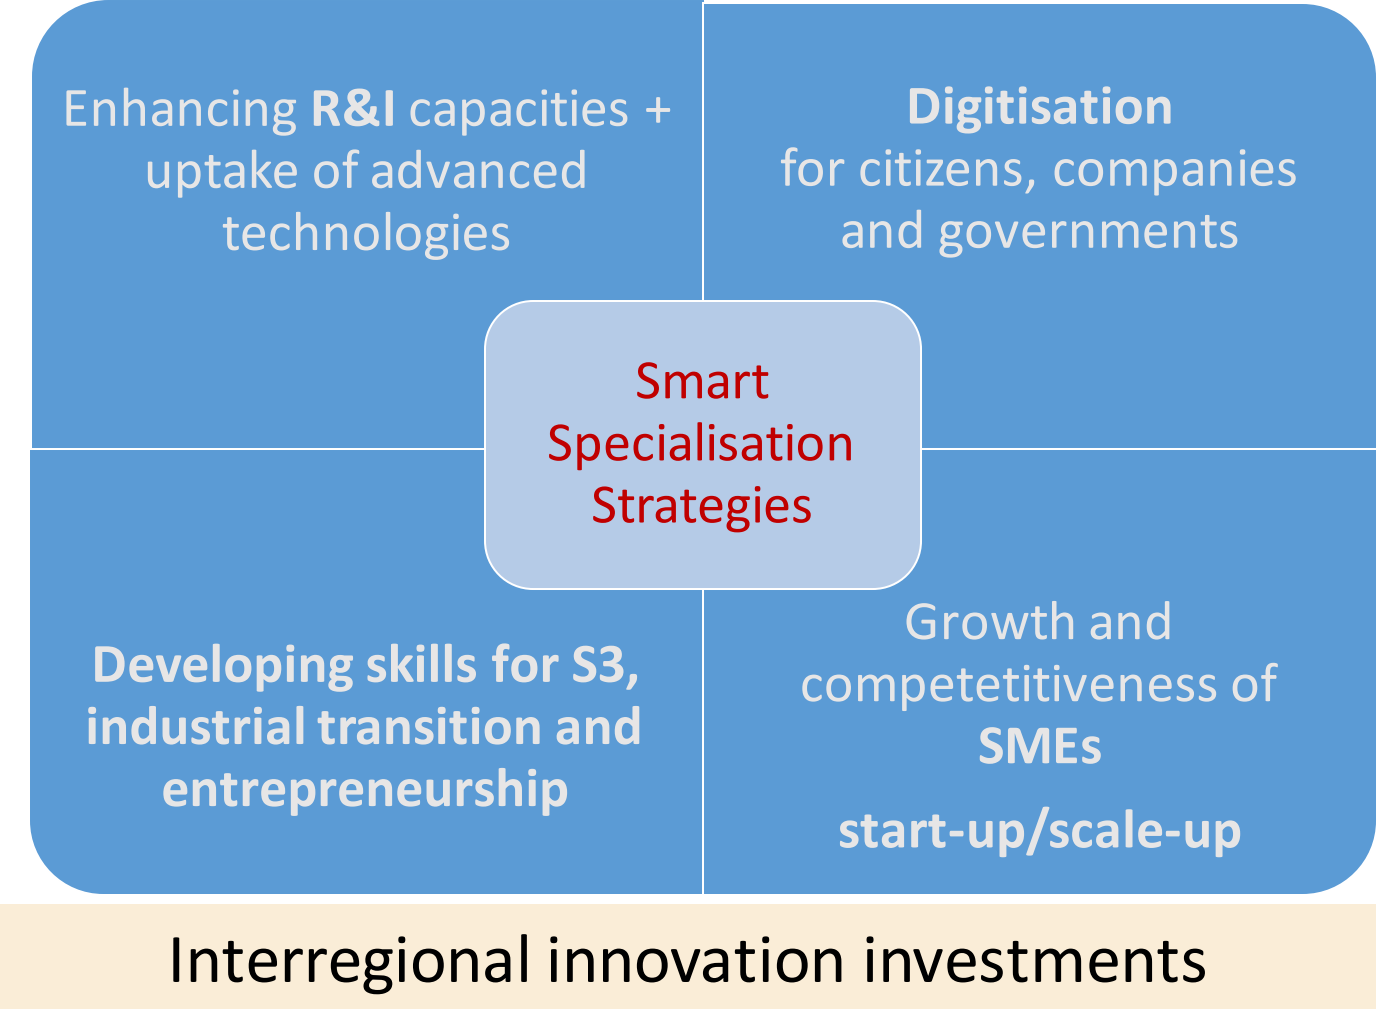 Enhancing R&I capacities +
uptake of advanced
technologies
Digitisation
for citizens, companies
and governments
Smart
Specialisation
Strategies
Developing skills for S3,
industrial transition and
entrepreneurship
Growth and
competetitiveness of
SMEs
start-up/scale-up
Interregional innovation investments